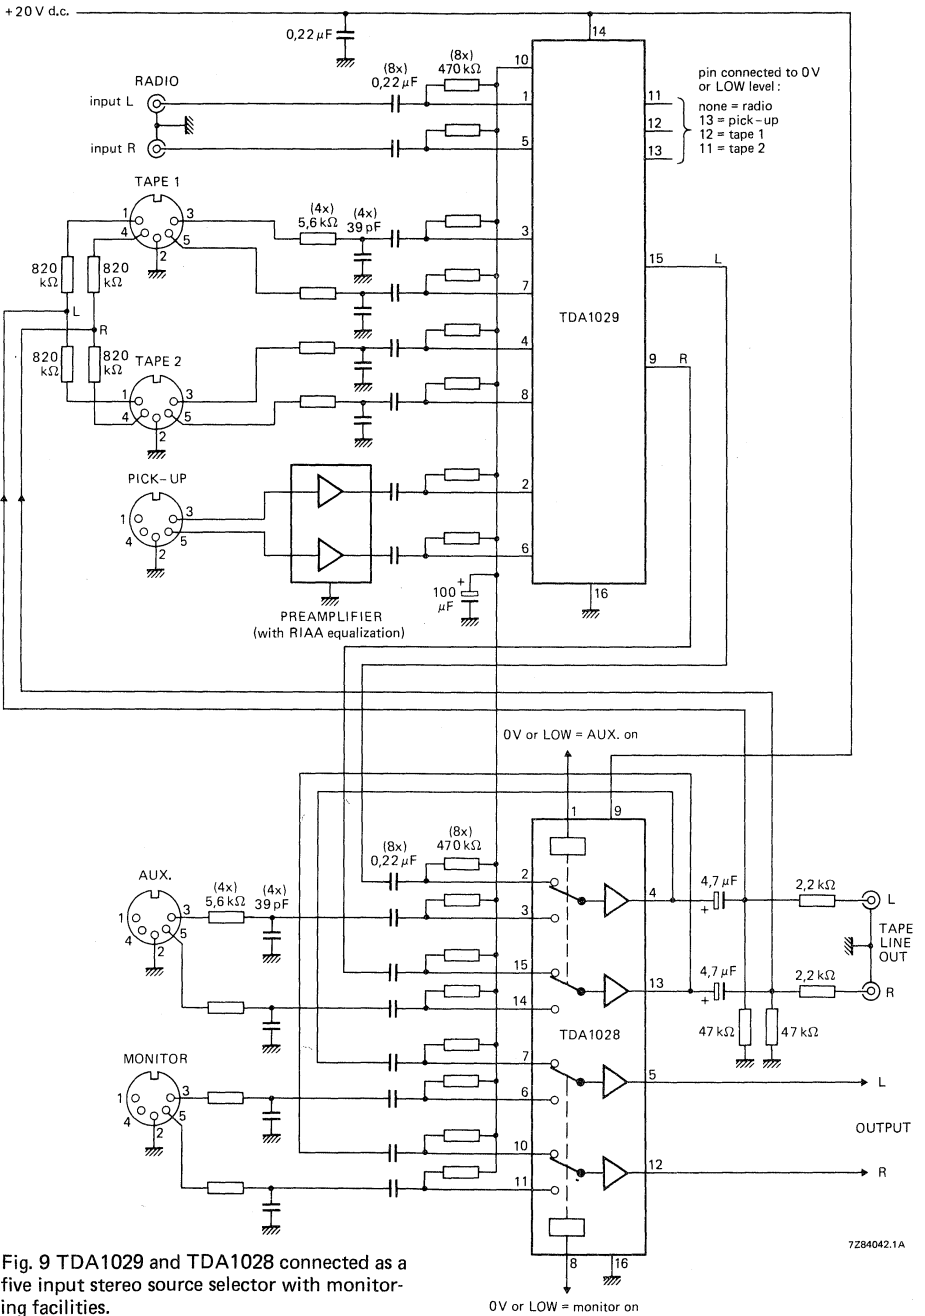 +20V d.c.
0,22 μF
14
(8x)
0,22 μF
(8x)
470 kΩ
10
RADIO
input L
input R
1
5
11
12
13
pin connected to 0V
or LOW level:
none = radio
13 = pick-up
12 = tape 1
11 = tape 2
TAPE 1
1
3
4
5
2
(4x)
5,6 kΩ
(4x)
39 pF
3
7
820
kΩ
820
kΩ
L
R
820
kΩ
820
kΩ
TAPE 2
1
3
4
5
2
4
8
TDA1029
15
L
9
R
PICK-UP
1
3
4
5
2
2
6
PREAMPLIFIER
(with RIAA equalization)
+
100
μF
16
0V or LOW = AUX. on
1
9
(8x)
0,22 μF
(8x)
470 kΩ
AUX.
1
3
4
5
2
(4x)
5,6 kΩ
(4x)
39 pF
2
3
15
14
4
4,7 μF
+
2,2 kΩ
L
TAPE
LINE
OUT
13
4,7 μF
+
2,2 kΩ
R
47 kΩ
47 kΩ
TDA1028
MONITOR
1
3
4
5
2
7
6
10
11
5
L
OUTPUT
12
R
8
16
7Z84042.1A
0V or LOW = monitor on
Fig. 9 TDA1029 and TDA1028 connected as a
five input stereo source selector with monitor-
ing facilities.